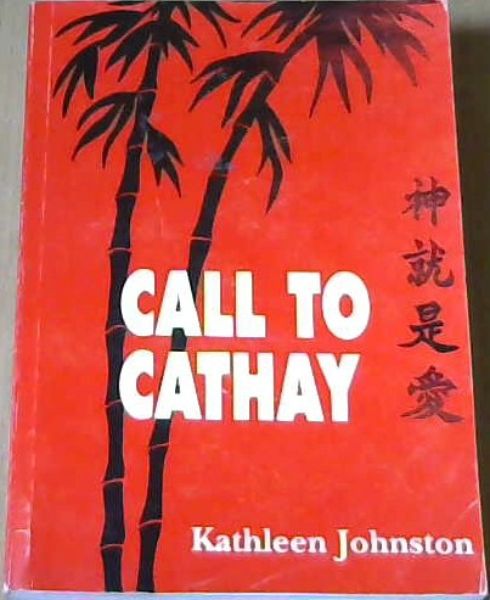 神就是愛
CALL TO
CATHAY
Kathleen Johnston